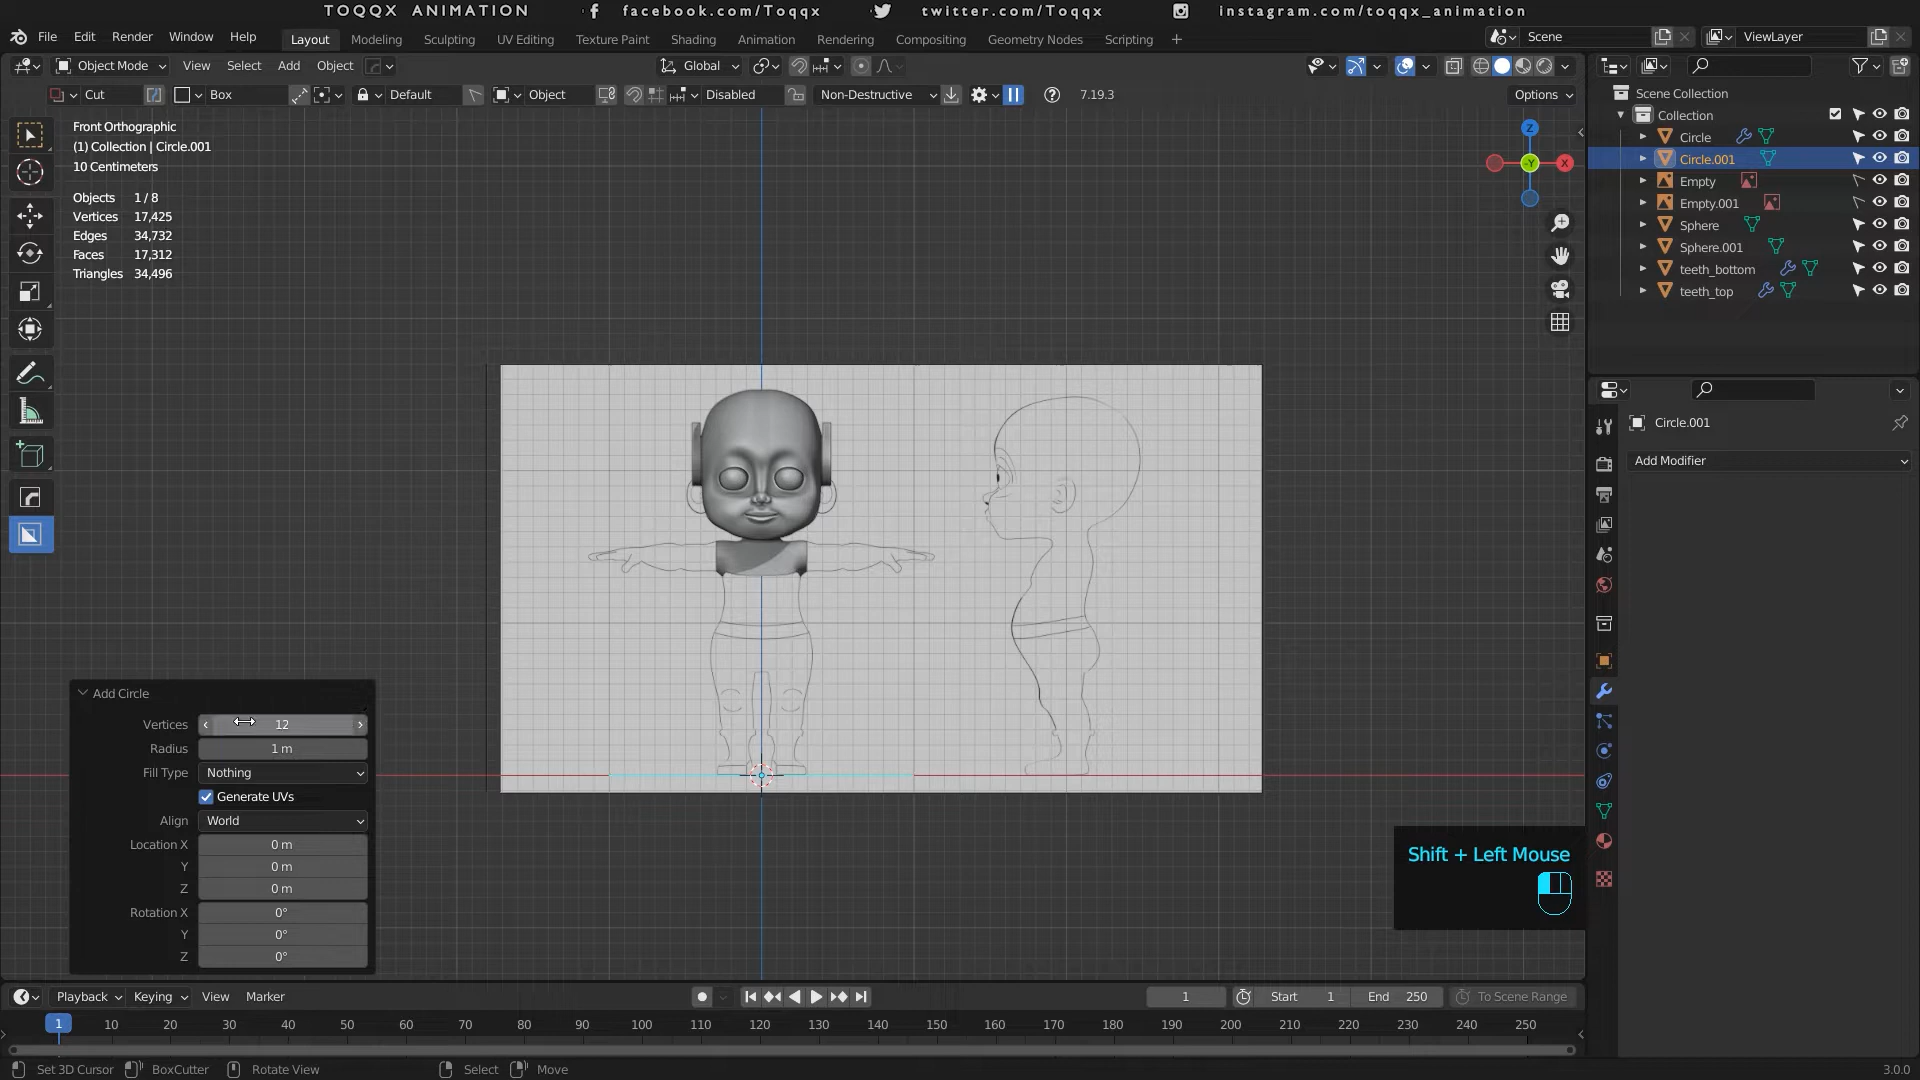 TOQQX ANIMATION facebook.com/Toqqx twitter.com/Toqqx instagram.com/toqqx_animation
File Edit Render Window Help Layout Modeling Sculpting UV Editing Texture Paint Shading Animation Rendering Compositing Geometry Nodes Scripting + Scene ViewLayer
Object Mode View Select Add Object Global
Cut Box Default Object Disabled Non-Destructive 7.19.3 Options
Front Orthographic
(1) Collection | Circle.001
10 Centimeters
Objects 1 / 8
Vertices 17,425
Edges 34,732
Faces 17,312
Triangles 34,496
Z
-Y
X
Scene Collection
Collection
Circle
Circle.001
Empty
Empty.001
Sphere
Sphere.001
teeth_bottom
teeth_top
Circle.001
Add Modifier
Add Circle
Vertices 12
Radius 1 m
Fill Type Nothing
Generate UVs
Align World
Location X 0 m
Y 0 m
Z 0 m
Rotation X 0°
Y 0°
Z 0°
Shift + Left Mouse
Playback Keying View Marker 1 Start 1 End 250 To Scene Range
1 10 20 30 40 50 60 70 80 90 100 110 120 130 140 150 160 170 180 190 200 210 220 230 240 250
Set 3D Cursor BoxCutter Rotate View Select Move 3.0.0